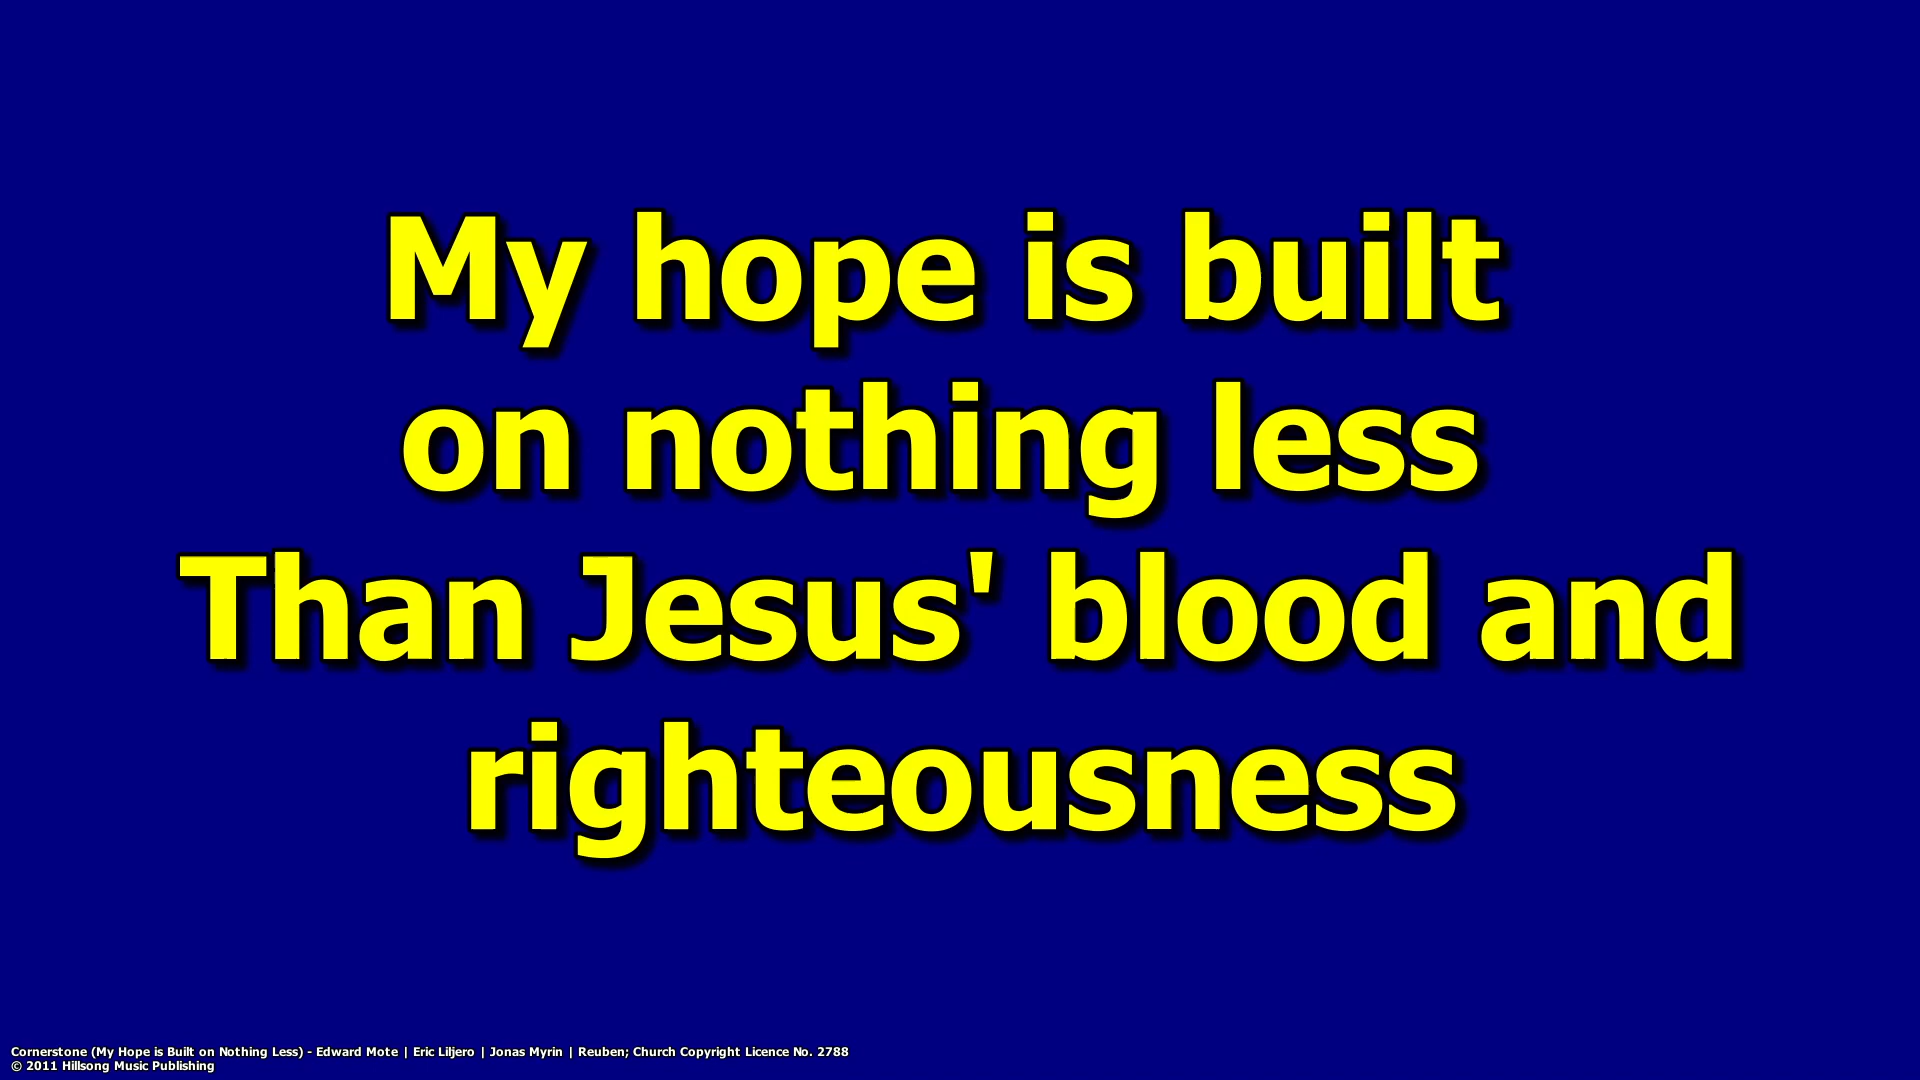 My hope is built
on nothing less
Than Jesus' blood and
righteousness
Cornerstone (My Hope is Built on Nothing Less) - Edward Mote | Eric Liljero | Jonas Myrin | Reuben; Church Copyright Licence No. 2788
© 2011 Hillsong Music Publishing